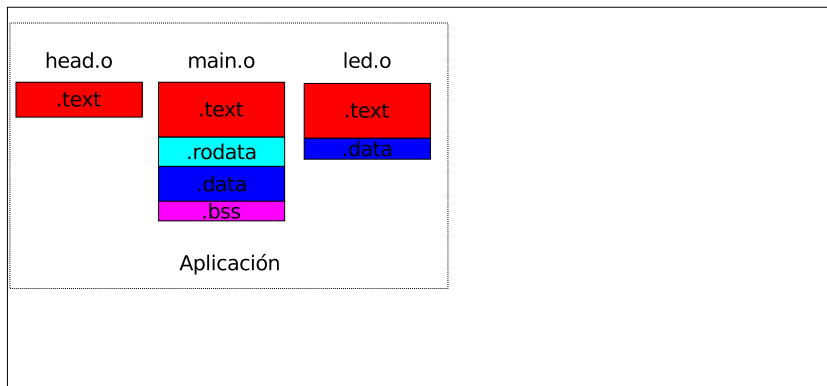 head.o
.text
main.o
.text
.rodata
.data
.bss
led.o
.text
.data
Aplicación